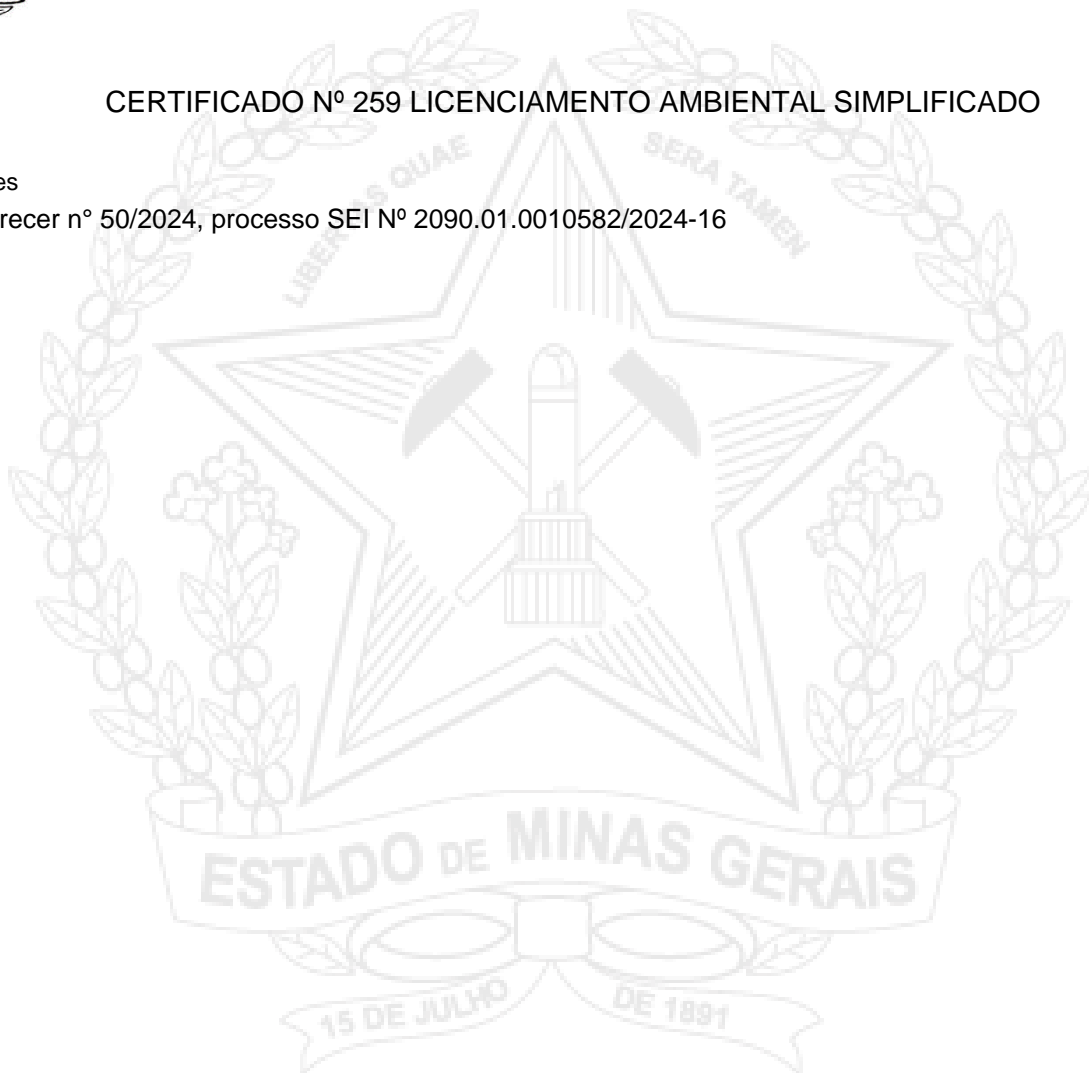 CERTIFICADO Nº 259 LICENCIAMENTO AMBIENTAL SIMPLIFICADO
es
recer n° 50/2024, processo SEI Nº 2090.01.0010582/2024-16
LIBERTAS QUAE SERA TAMEN
ESTADO DE MINAS GERAIS
15 DE JULHO DE 1891